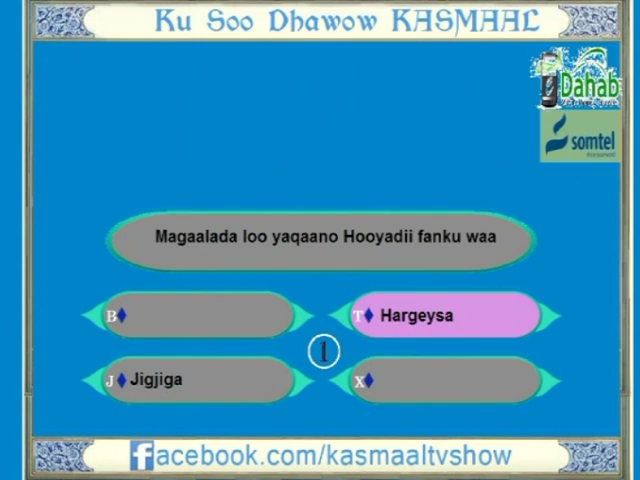 Ku Soo Dhawow KASMAAL
Dahab
somtel
Magaalada loo yaqaano Hooyadii fanku waa
B
T Hargeysa
1
J Jigjiga
X
facebook.com/kasmaaltvshow